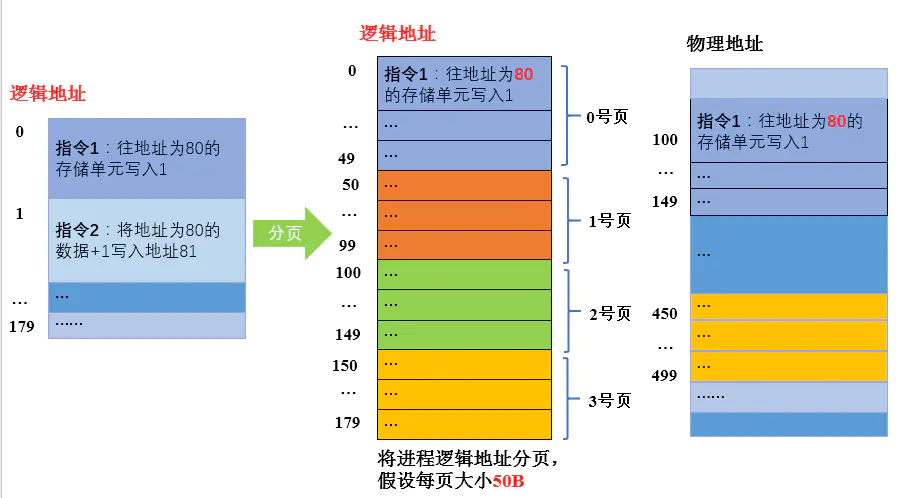 逻辑地址
0
指令1：往地址为80的
存储单元写入1
1
指令2：将地址为80的
数据+1写入地址81
...
...
179
......
分页
逻辑地址
0
指令1：往地址为80
的存储单元写入1
...
...
49
...
0号页
50
...
...
...
99
...
1号页
100
...
...
...
149
...
2号页
150
...
...
...
179
...
3号页
将进程逻辑地址分页，
假设每页大小50B
物理地址
100
指令1：往地址为80的
存储单元写入1
...
...
149
...
...
450
...
...
...
499
...
......